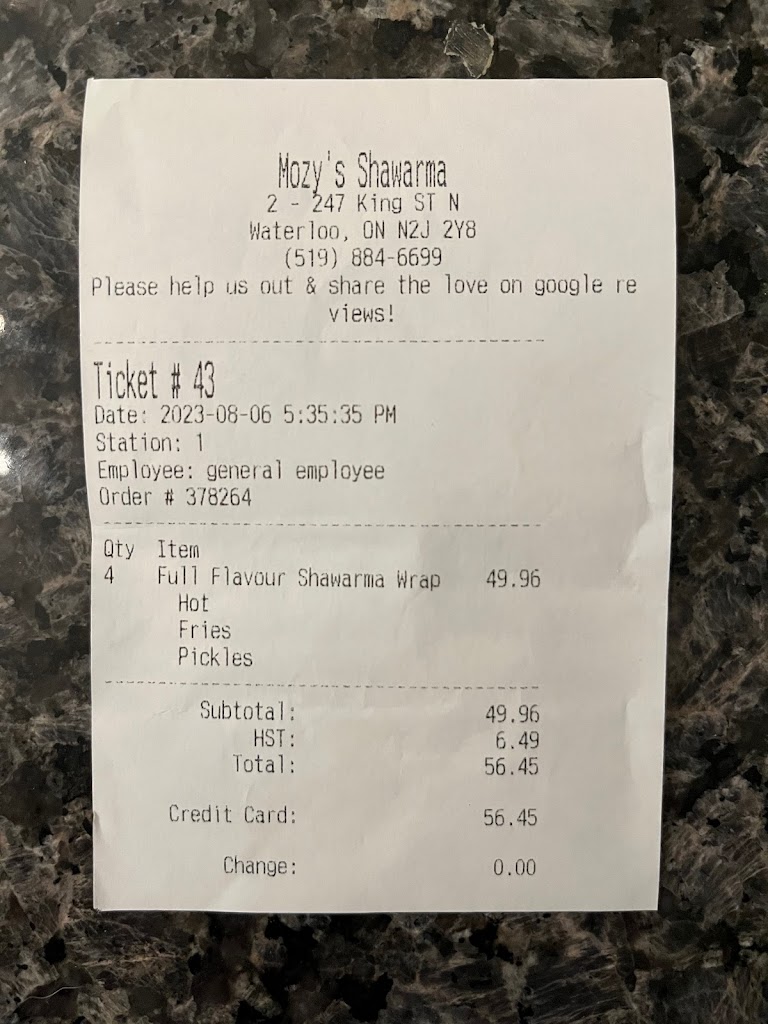 Mozy's Shawarma
2 - 247 King ST N
Waterloo, ON N2J 2Y8
(519) 884-6699
Please help us out & share the love on google re
views!
Ticket # 43
Date: 2023-08-06 5:35:35 PM
Station: 1
Employee: general employee
Order # 378264
Qty Item
4 Full Flavour Shawarma Wrap 49.96
Hot
Fries
Pickles
Subtotal: 49.96
HST: 6.49
Total: 56.45
Credit Card: 56.45
Change: 0.00